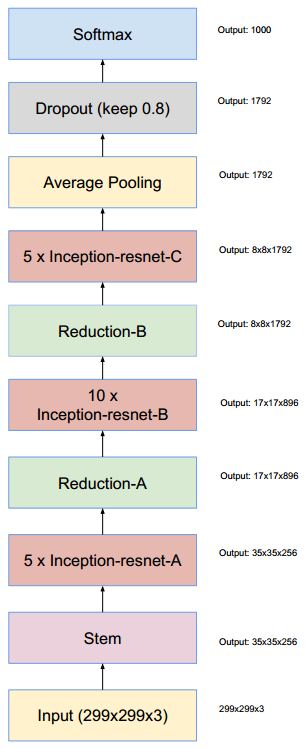 Softmax
Output: 1000
Dropout (keep 0.8)
Output: 1792
Average Pooling
Output: 1792
5 x Inception-resnet-C
Output: 8x8x1792
Reduction-B
Output: 8x8x1792
10 x
Inception-resnet-B
Output: 17x17x896
Reduction-A
Output: 17x17x896
5 x Inception-resnet-A
Output: 35x35x256
Stem
Output: 35x35x256
Input (299x299x3)
299x299x3